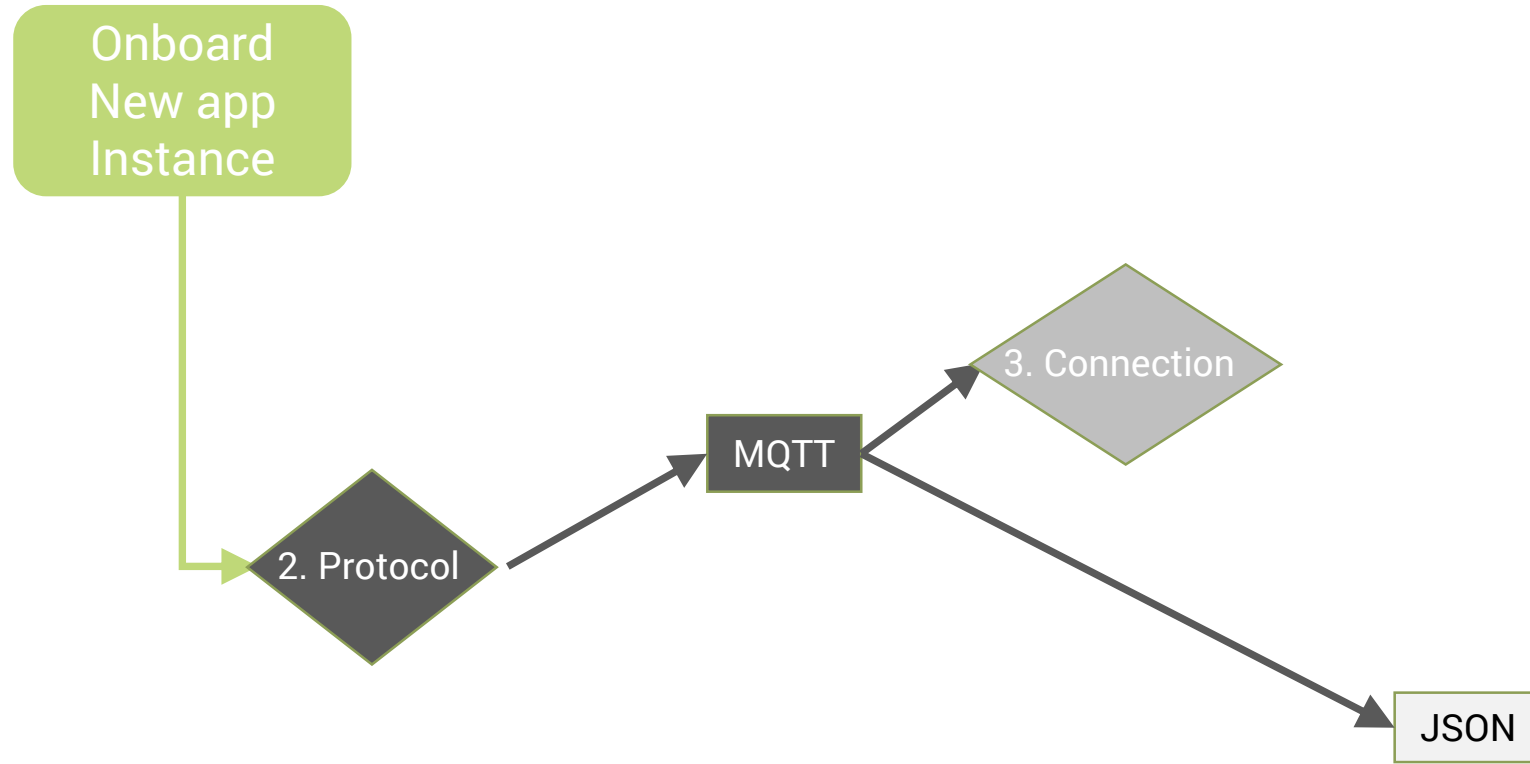 Onboard
New app
Instance
3. Connection
MQTT
2. Protocol
JSON